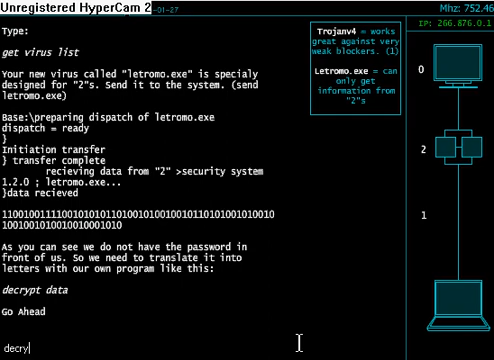 Unregistered HyperCam 2
-01-27
Mhz: 752.46
IP: 266.876.0.1
Type:
get virus list
Your new virus called "letromo.exe" is specialy
designed for "2"s. Send it to the system. (send
letromo.exe)
Base:\preparing dispatch of letromo.exe
dispatch = ready
}
Initiation transfer
} transfer complete
recieving data from "2" >security system
1.2.0 ; letromo.exe...
}data recieved
As you can see we do not have the password in
front of us. So we need to translate it into
letters with our own program like this:
decrypt data
Go Ahead
decry
Trojanv4 = works
great against very
weak blockers. (1)
Letromo.exe = can
only get
information from
"2"s
0
2
1